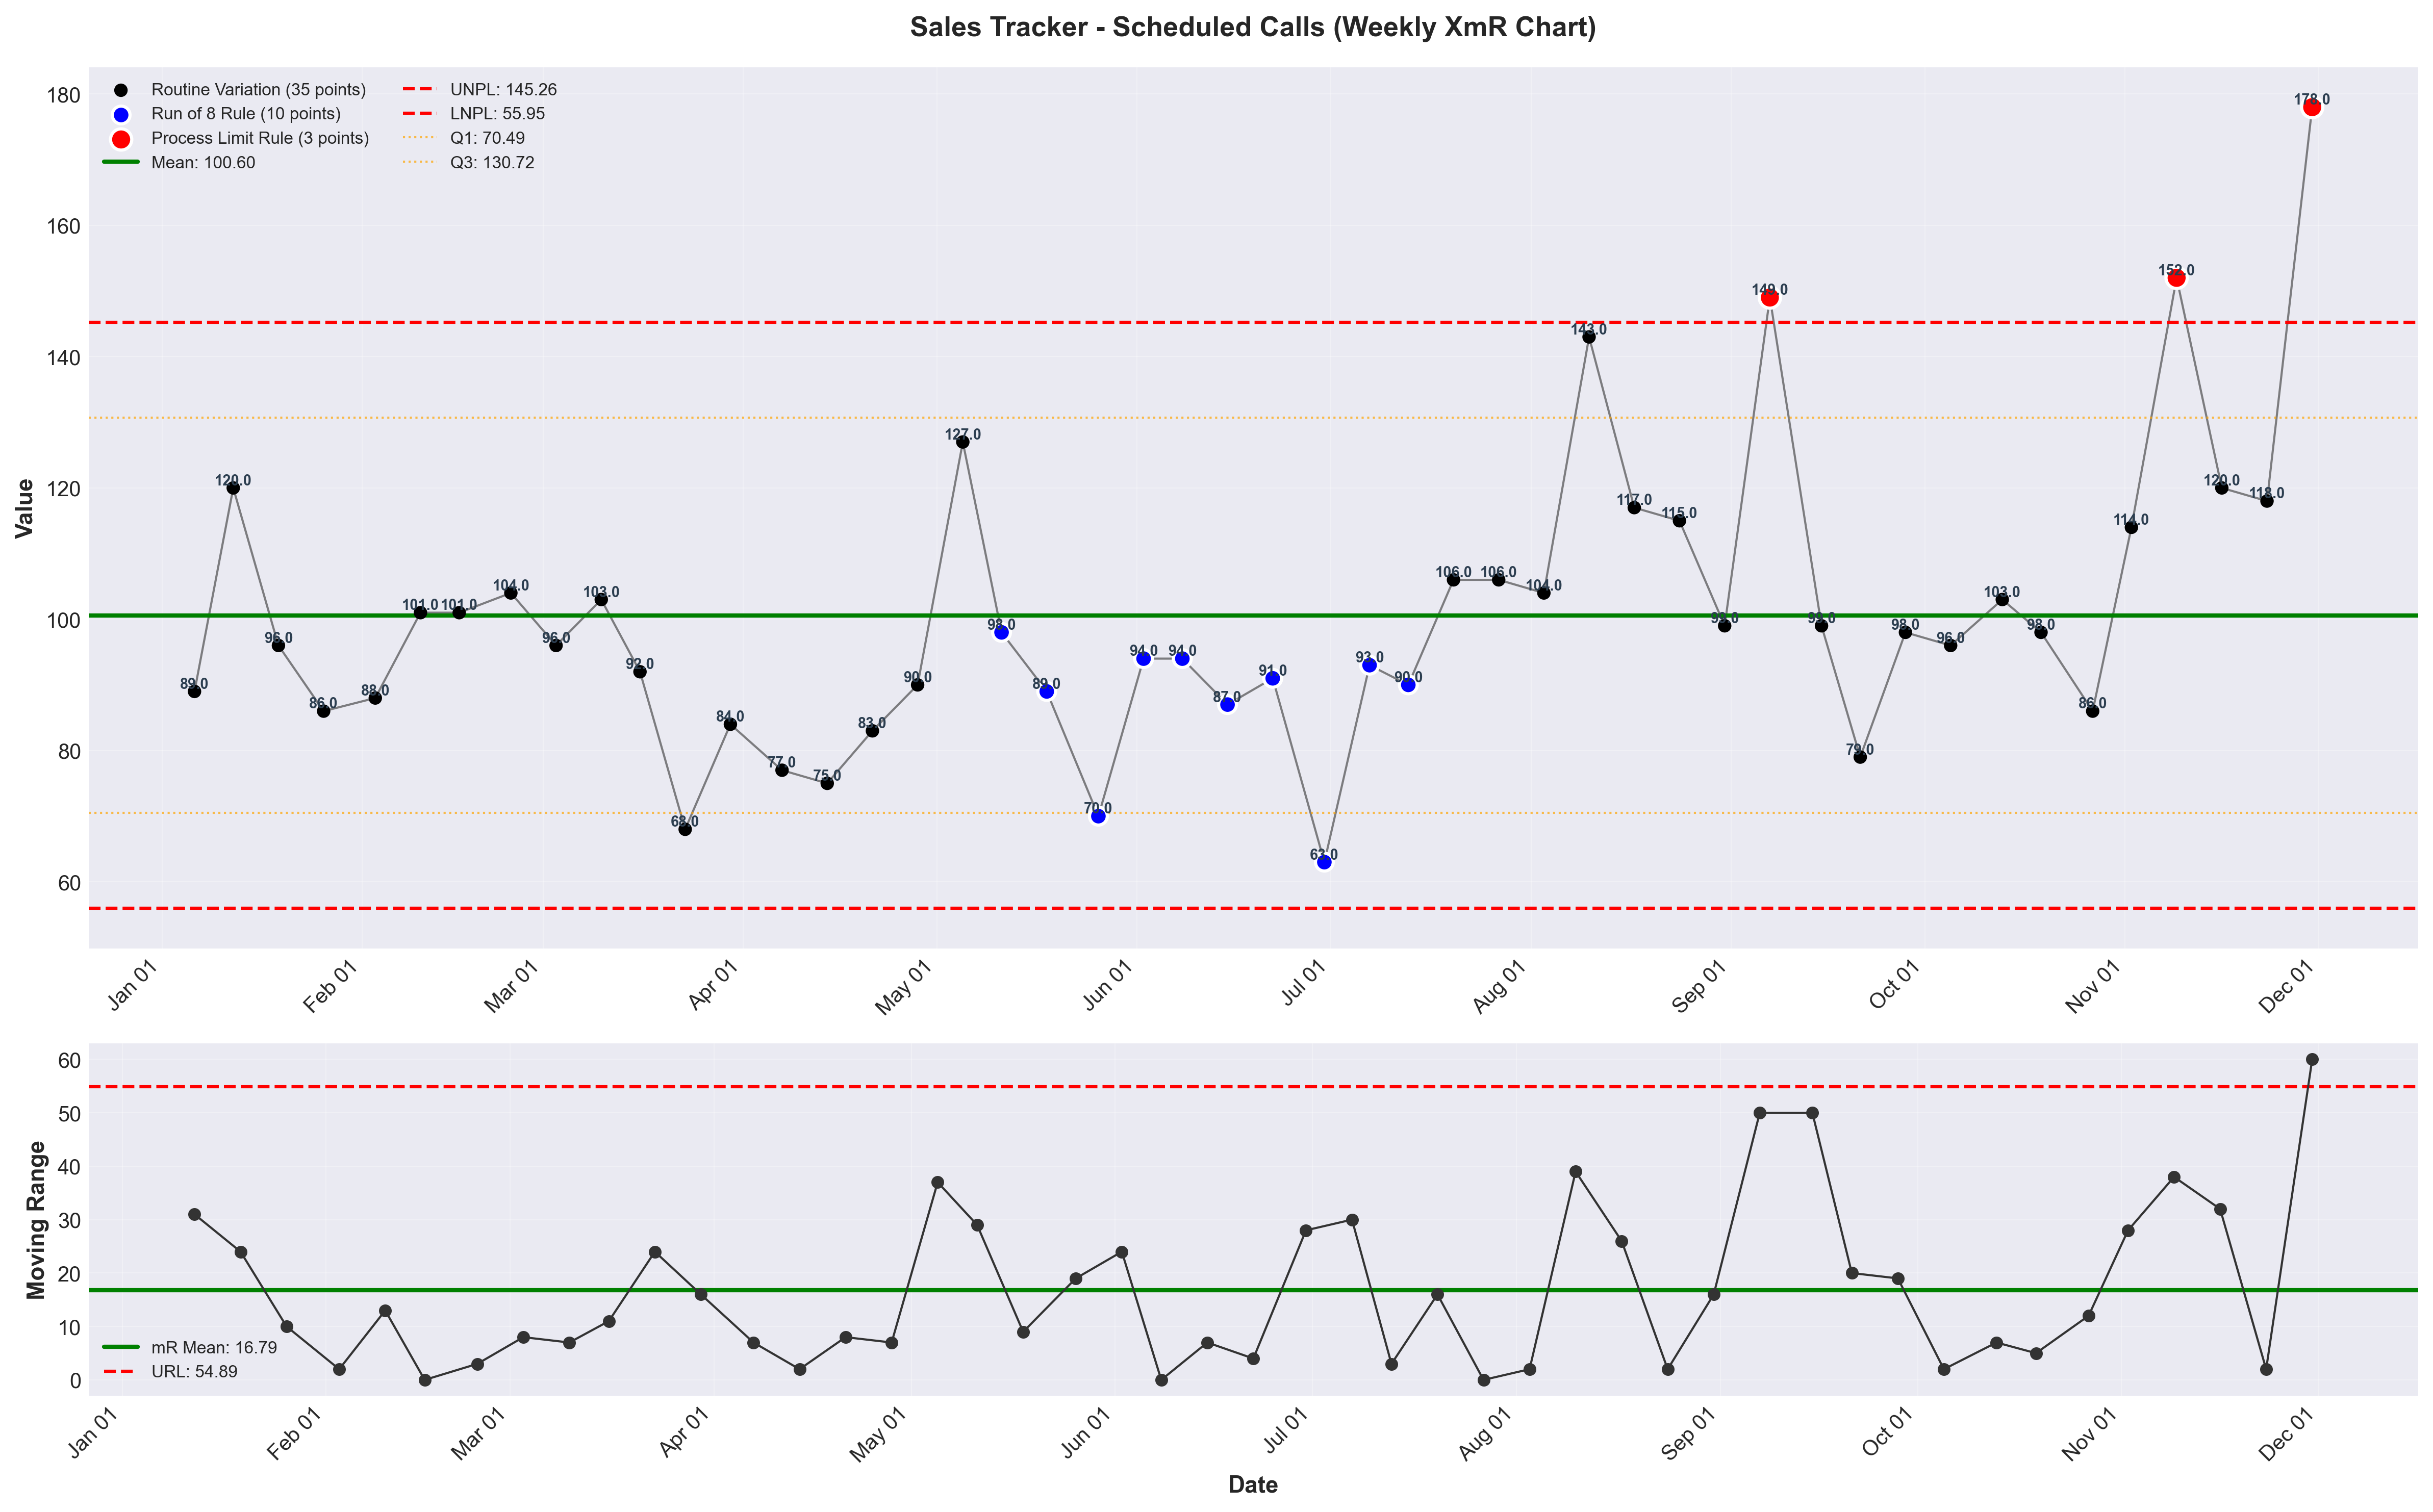 Sales Tracker - Scheduled Calls (Weekly XmR Chart)
Routine Variation (35 points)
Run of 8 Rule (10 points)
Process Limit Rule (3 points)
Mean: 100.60
UNPL: 145.26
LNPL: 55.95
Q1: 70.49
Q3: 130.72
Value
180
160
140
120
100
80
60
89.0
120.0
96.0
86.0
88.0
101.0
101.0
104.0
96.0
103.0
92.0
68.0
84.0
77.0
75.0
83.0
90.0
127.0
98.0
89.0
70.0
94.0
94.0
87.0
91.0
63.0
93.0
90.0
106.0
106.0
104.0
143.0
117.0
115.0
99.0
149.0
99.0
79.0
98.0
96.0
103.0
98.0
86.0
114.0
152.0
120.0
118.0
178.0
Jan 01
Feb 01
Mar 01
Apr 01
May 01
Jun 01
Jul 01
Aug 01
Sep 01
Oct 01
Nov 01
Dec 01
Moving Range
60
50
40
30
20
10
0
mR Mean: 16.79
URL: 54.89
Jan 01
Feb 01
Mar 01
Apr 01
May 01
Jun 01
Jul 01
Aug 01
Sep 01
Oct 01
Nov 01
Dec 01
Date